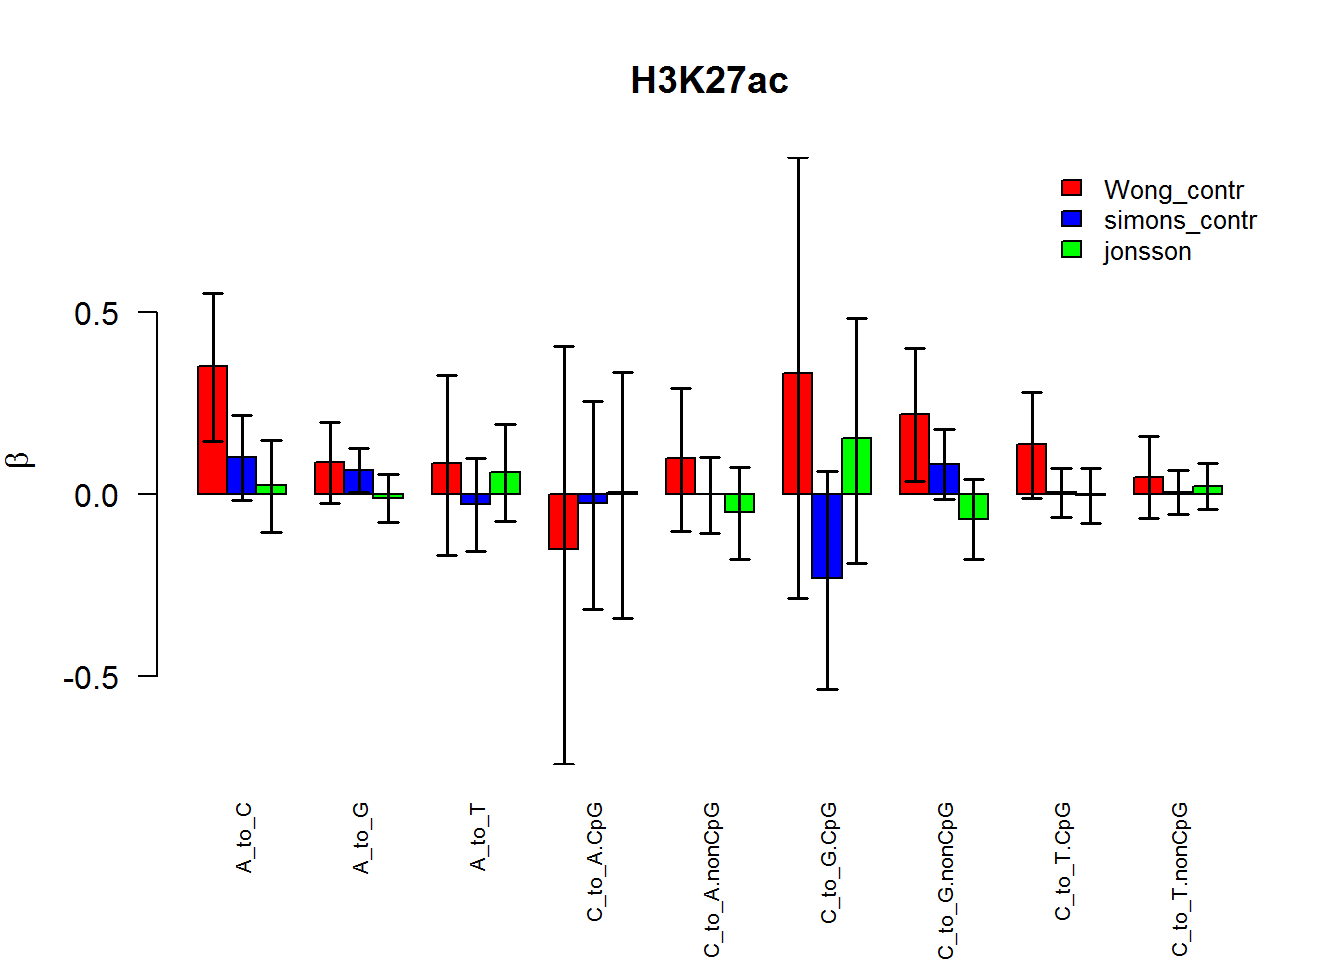 H3K27ac
Wong_contr
simons_contr
jonsson
0.5
0.0
-0.5
β
A_to_C
A_to_G
A_to_T
C_to_A.CpG
C_to_A.nonCpG
C_to_G.CpG
C_to_G.nonCpG
C_to_T.CpG
C_to_T.nonCpG